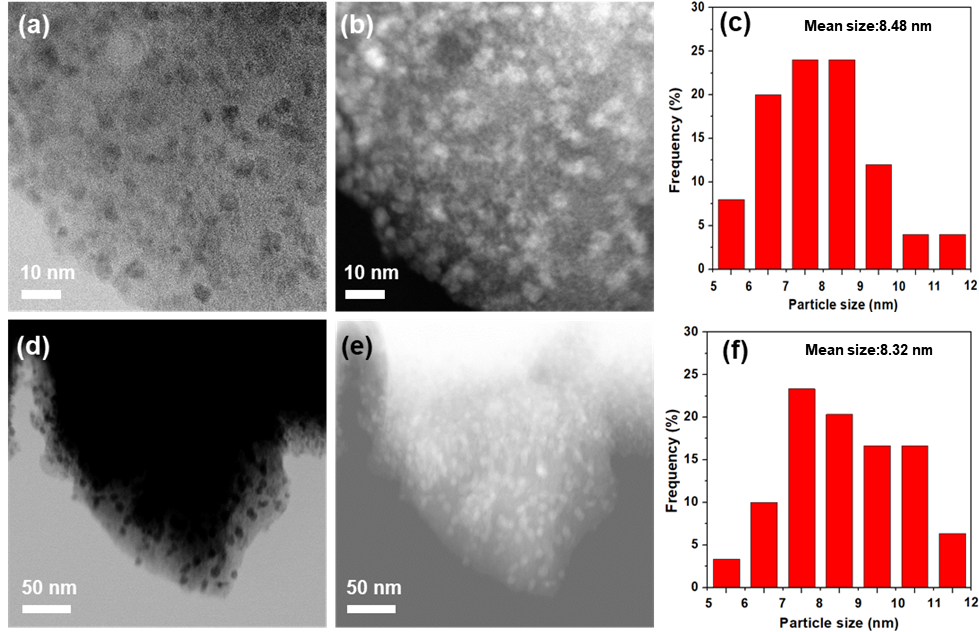 (a)
10 nm
(b)
10 nm
(c)
Mean size:8.48 nm
Frequency (%)
30
25
20
15
10
5
0
5 6 7 8 9 10 11 12
Particle size (nm)
(d)
50 nm
(e)
50 nm
(f)
Mean size:8.32 nm
Frequency (%)
30
25
20
15
10
5
0
5 6 7 8 9 10 11 12
Particle size (nm)